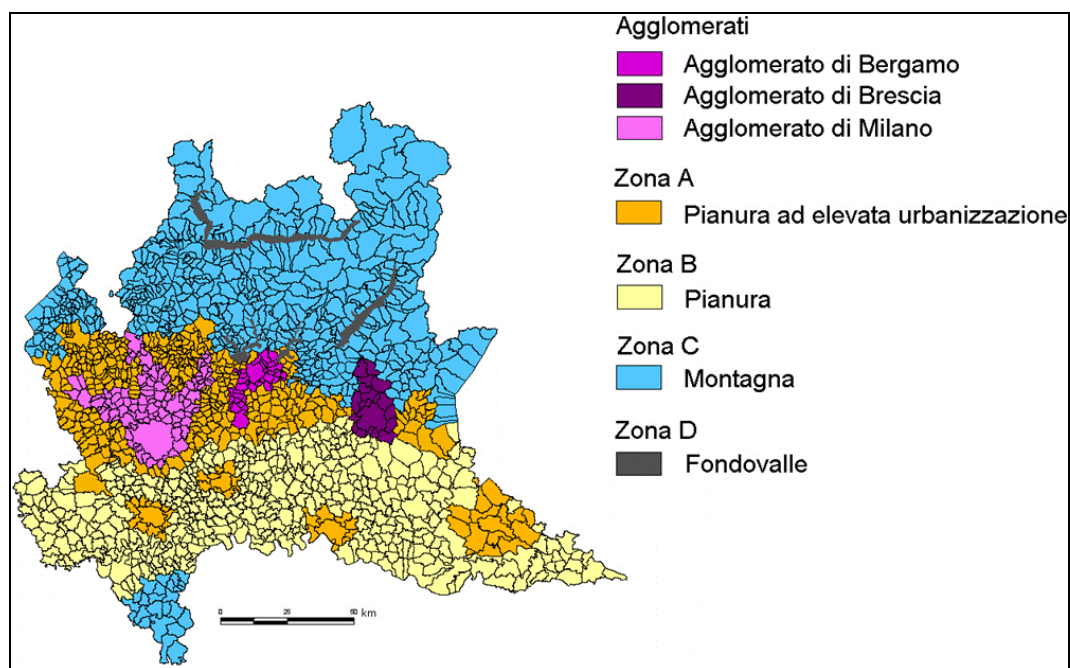 Agglomerati
Agglomerato di Bergamo
Agglomerato di Brescia
Agglomerato di Milano
Zona A
Pianura ad elevata urbanizzazione
Zona B
Pianura
Zona C
Montagna
Zona D
Fondovalle
0 25 50 km